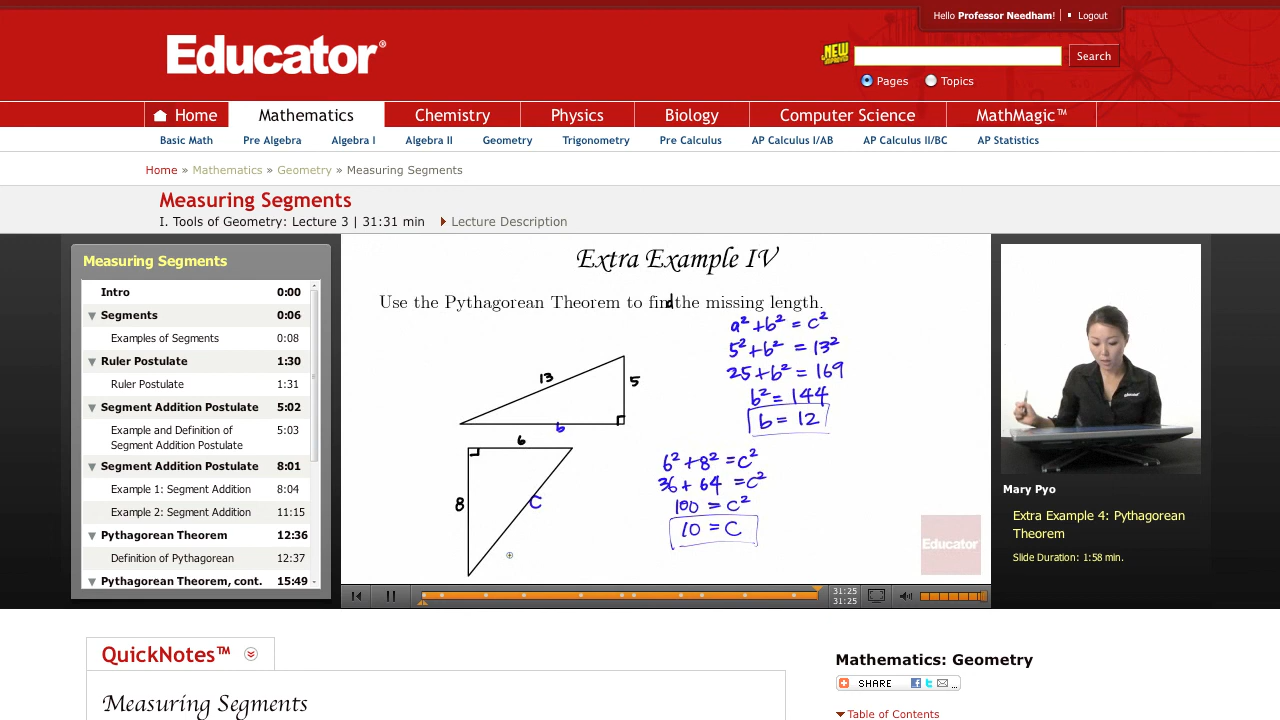 Hello Professor Needham! Logout
Educator®
NEW
Search
Pages Topics
Home Mathematics Chemistry Physics Biology Computer Science MathMagic™
Basic Math Pre Algebra Algebra I Algebra II Geometry Trigonometry Pre Calculus AP Calculus I/AB AP Calculus II/BC AP Statistics
Home » Mathematics » Geometry » Measuring Segments
Measuring Segments
I. Tools of Geometry: Lecture 3 | 31:31 min Lecture Description
Measuring Segments
Intro 0:00
Segments 0:06
Examples of Segments 0:08
Ruler Postulate 1:30
Ruler Postulate 1:31
Segment Addition Postulate 5:02
Example and Definition of 5:03
Segment Addition Postulate
Segment Addition Postulate 8:01
Example 1: Segment Addition 8:04
Example 2: Segment Addition 11:15
Pythagorean Theorem 12:36
Definition of Pythagorean 12:37
Pythagorean Theorem, cont. 15:49
Extra Example IV
Use the Pythagorean Theorem to find the missing length.
13
5
b
a² + b² = c²
5² + b² = 13²
25 + b² = 169
b² = 144
b = 12
6
8
C
6² + 8² = c²
36 + 64 = c²
100 = c²
10 = C
Educator
31:25
31:25
Mary Pyo
Extra Example 4: Pythagorean
Theorem
Slide Duration: 1:58 min.
QuickNotes™
Measuring Segments
Mathematics: Geometry
SHARE
Table of Contents